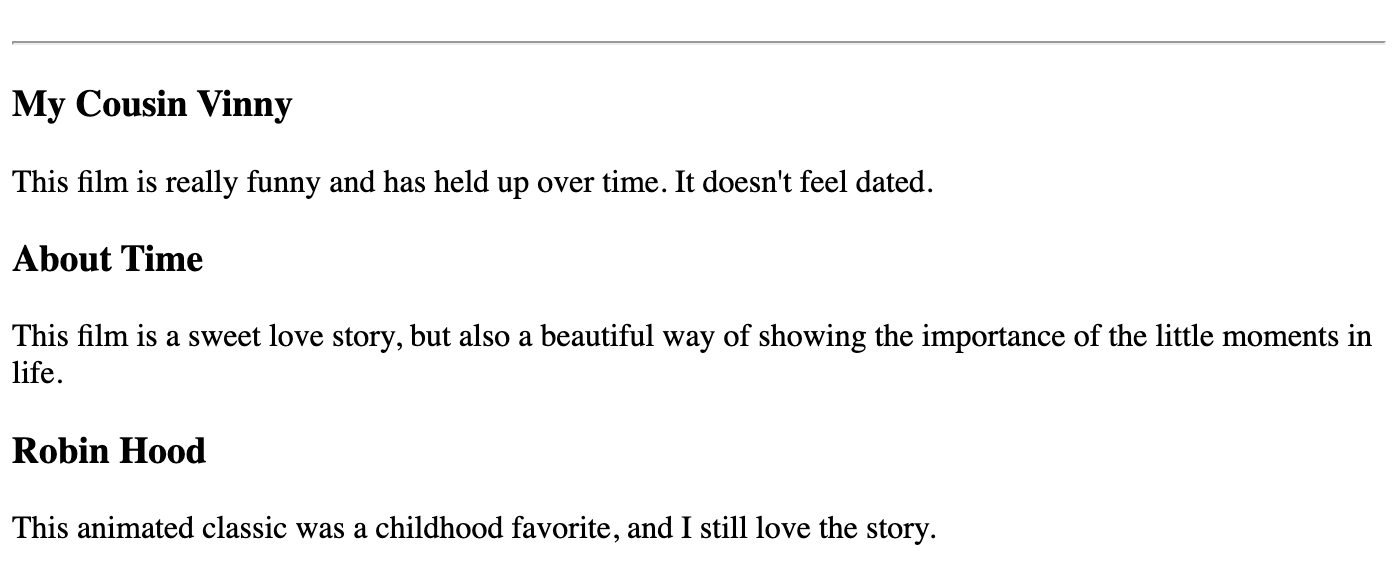 My Cousin Vinny
This film is really funny and has held up over time. It doesn't feel dated.
About Time
This film is a sweet love story, but also a beautiful way of showing the importance of the little moments in
life.
Robin Hood
This animated classic was a childhood favorite, and I still love the story.